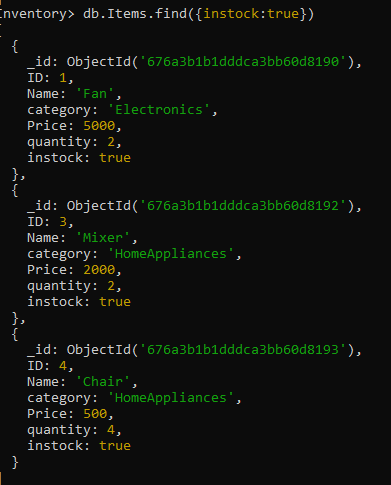 Inventory> db.Items.find({instock:true})
[
  {
    _id: ObjectId('676a3b1b1dddca3bb60d8190'),
    ID: 1,
    Name: 'Fan',
    category: 'Electronics',
    Price: 5000,
    quantity: 2,
    instock: true
  },
  {
    _id: ObjectId('676a3b1b1dddca3bb60d8192'),
    ID: 3,
    Name: 'Mixer',
    category: 'HomeAppliances',
    Price: 2000,
    quantity: 2,
    instock: true
  },
  {
    _id: ObjectId('676a3b1b1dddca3bb60d8193'),
    ID: 4,
    Name: 'Chair',
    category: 'HomeAppliances',
    Price: 500,
    quantity: 4,
    instock: true
  }